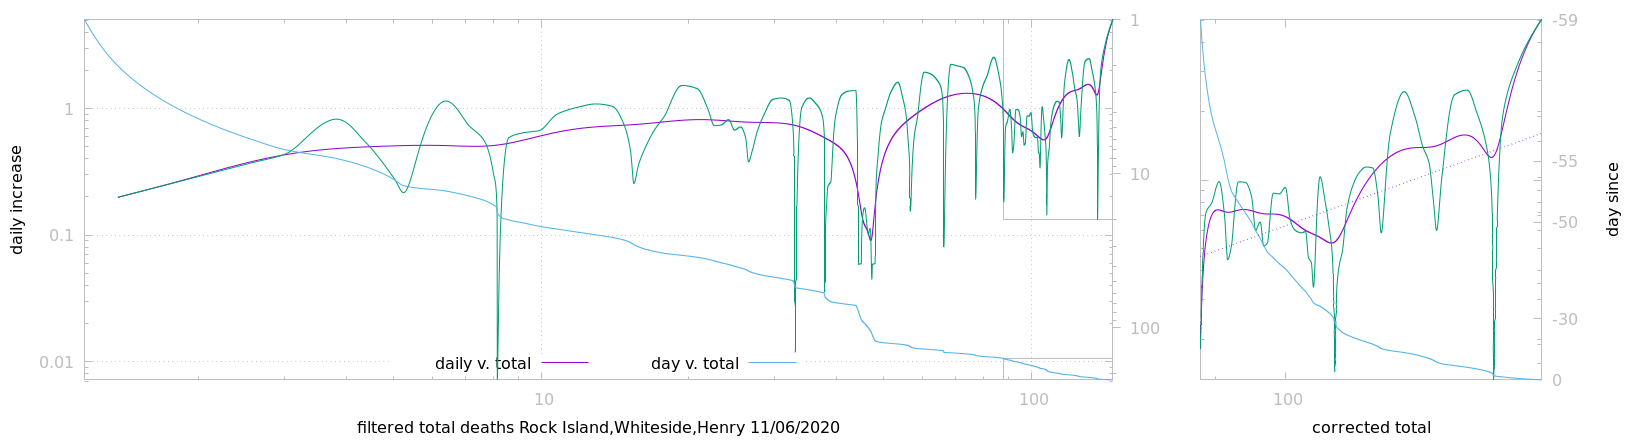 daily increase
1
0.1
0.01
10
100
1
10
100
daily v. total
day v. total
filtered total deaths Rock Island,Whiteside,Henry 11/06/2020
100
corrected total
-59
-55
-50
-30
0
day since